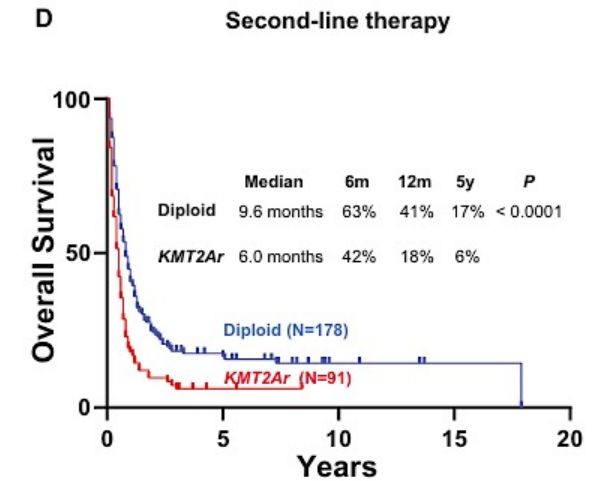 D
Second-line therapy
Overall Survival
100
50
0
Median 6m 12m 5y P
Diploid 9.6 months 63% 41% 17% < 0.0001
KMT2Ar 6.0 months 42% 18% 6%
Diploid (N=178)
KMT2Ar (N=91)
0 5 10 15 20
Years